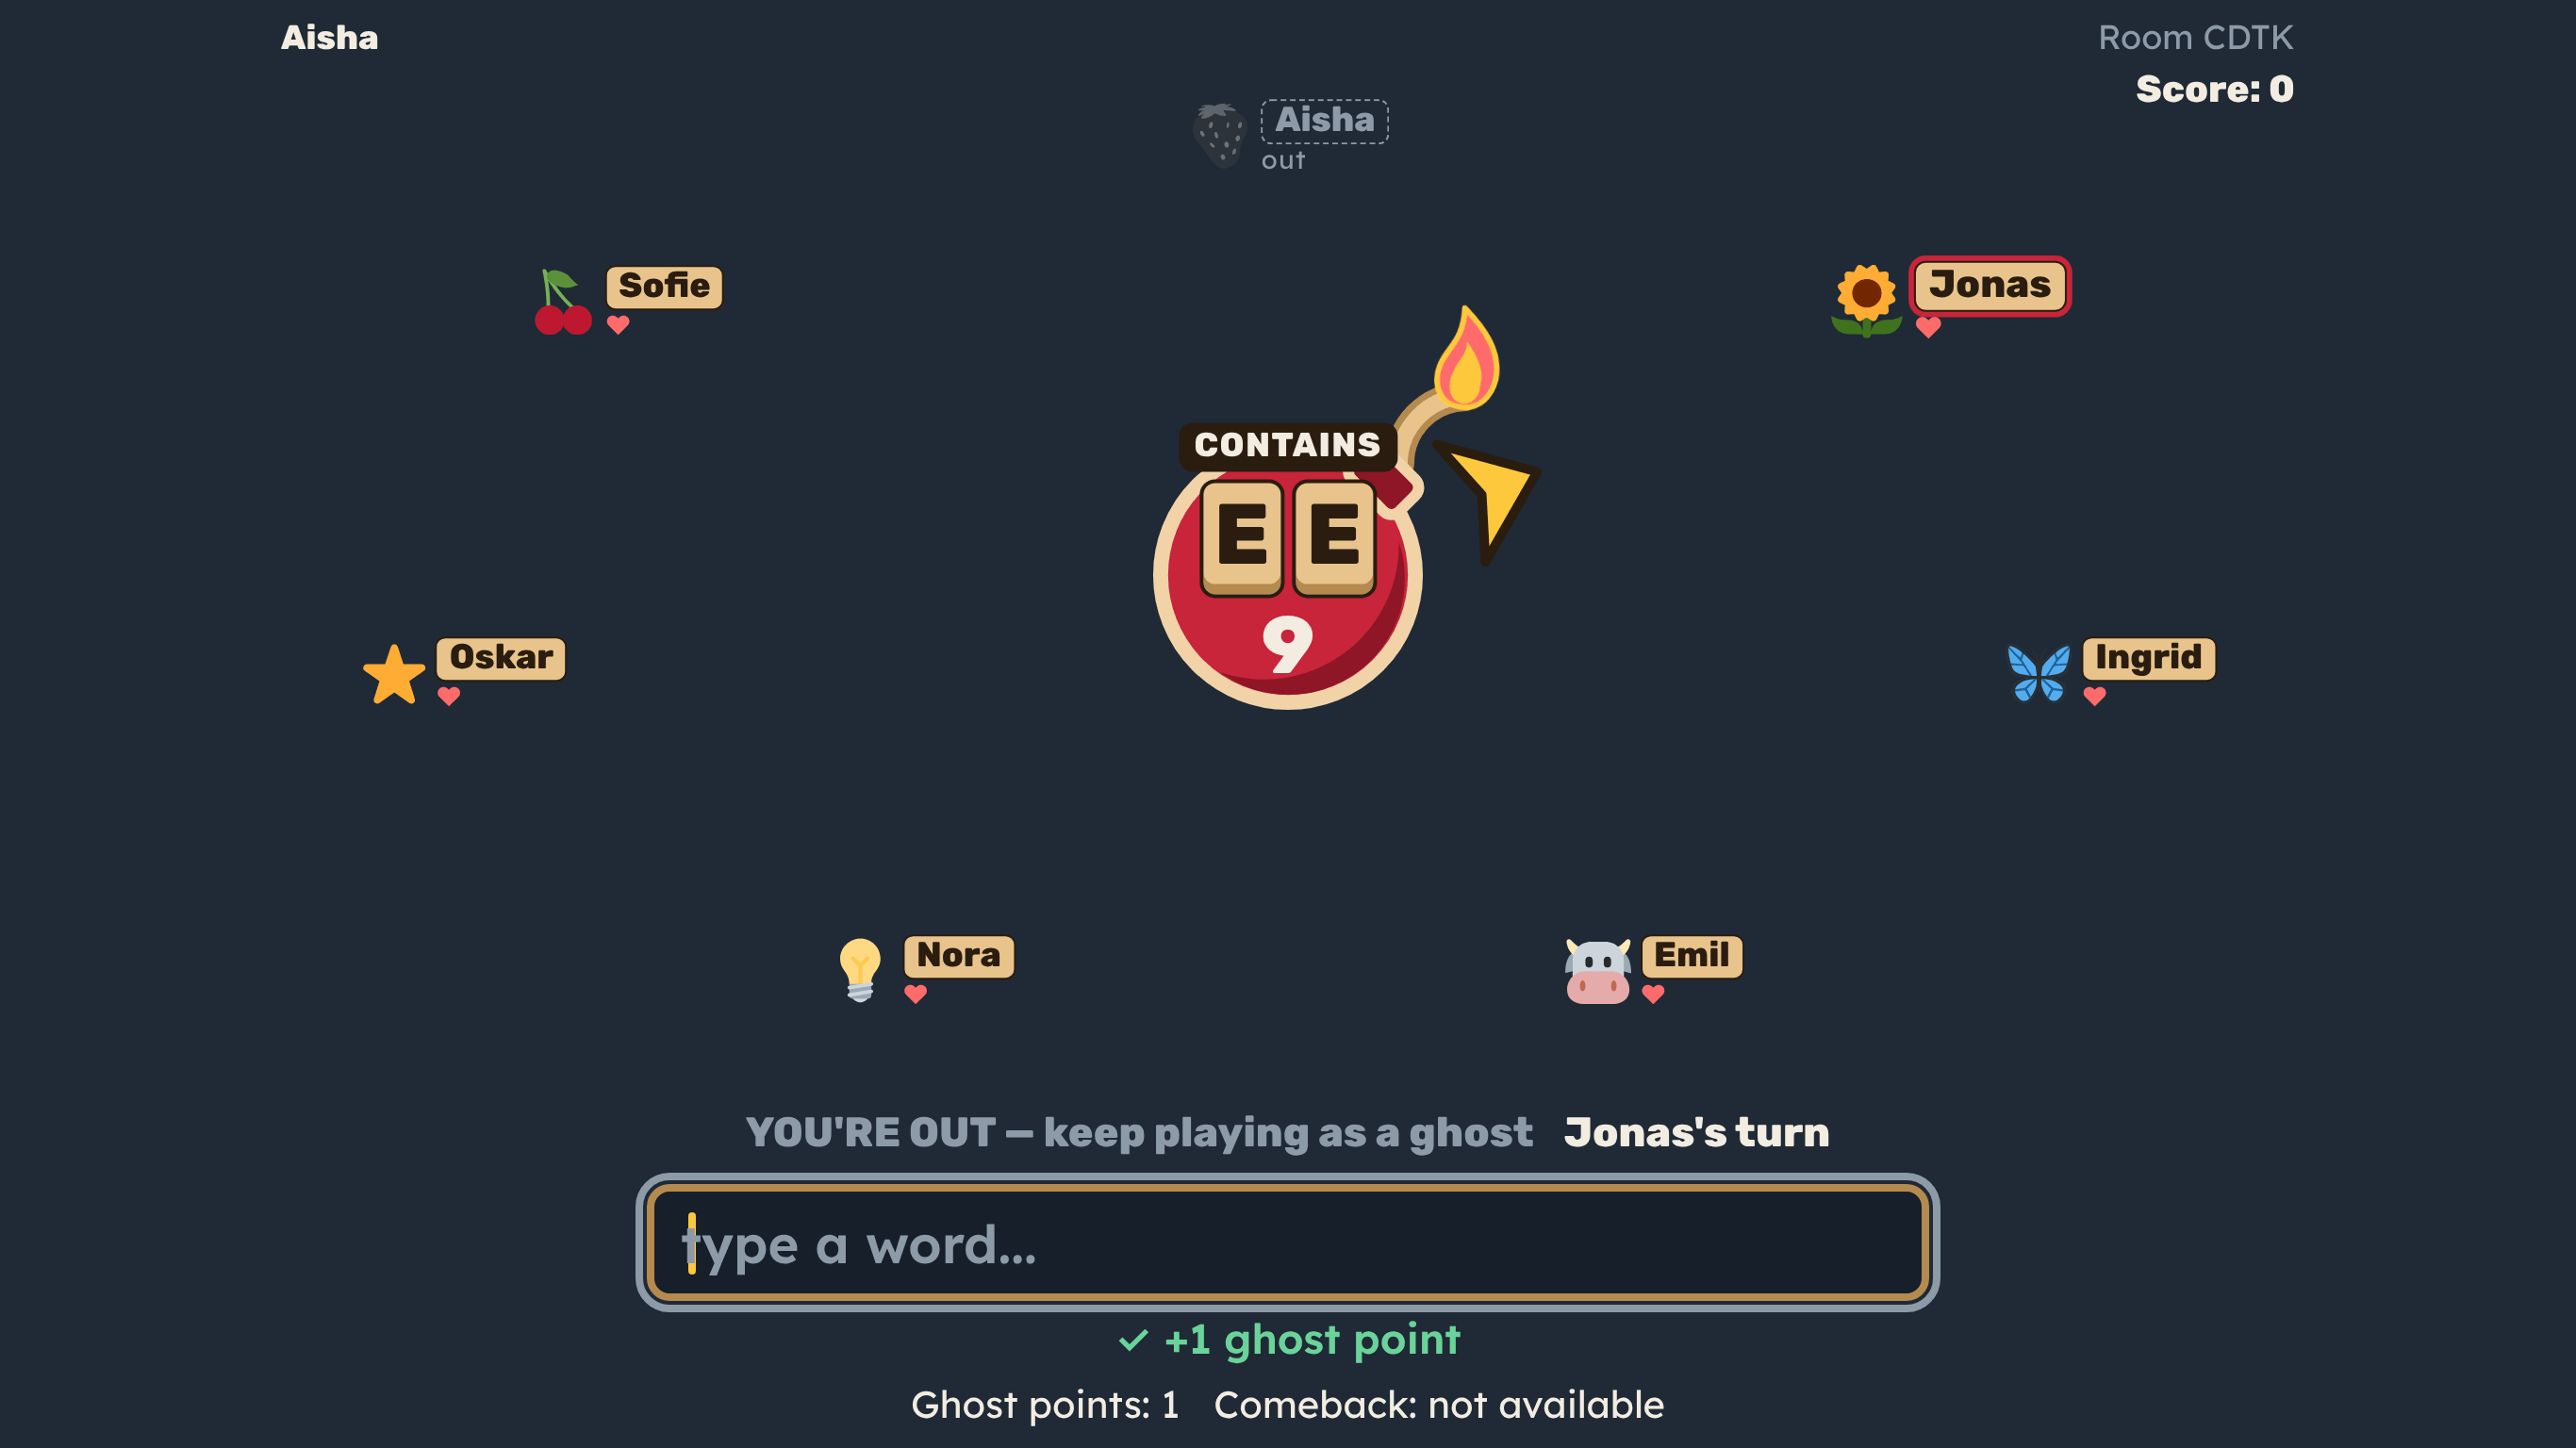 Aisha
Room CDTK
Score: 0
Aisha
out
Sofie
Jonas
CONTAINS
E E
9
Oskar
Ingrid
Nora
Emil
YOU'RE OUT — keep playing as a ghost Jonas's turn
type a word...
✓ +1 ghost point
Ghost points: 1 Comeback: not available